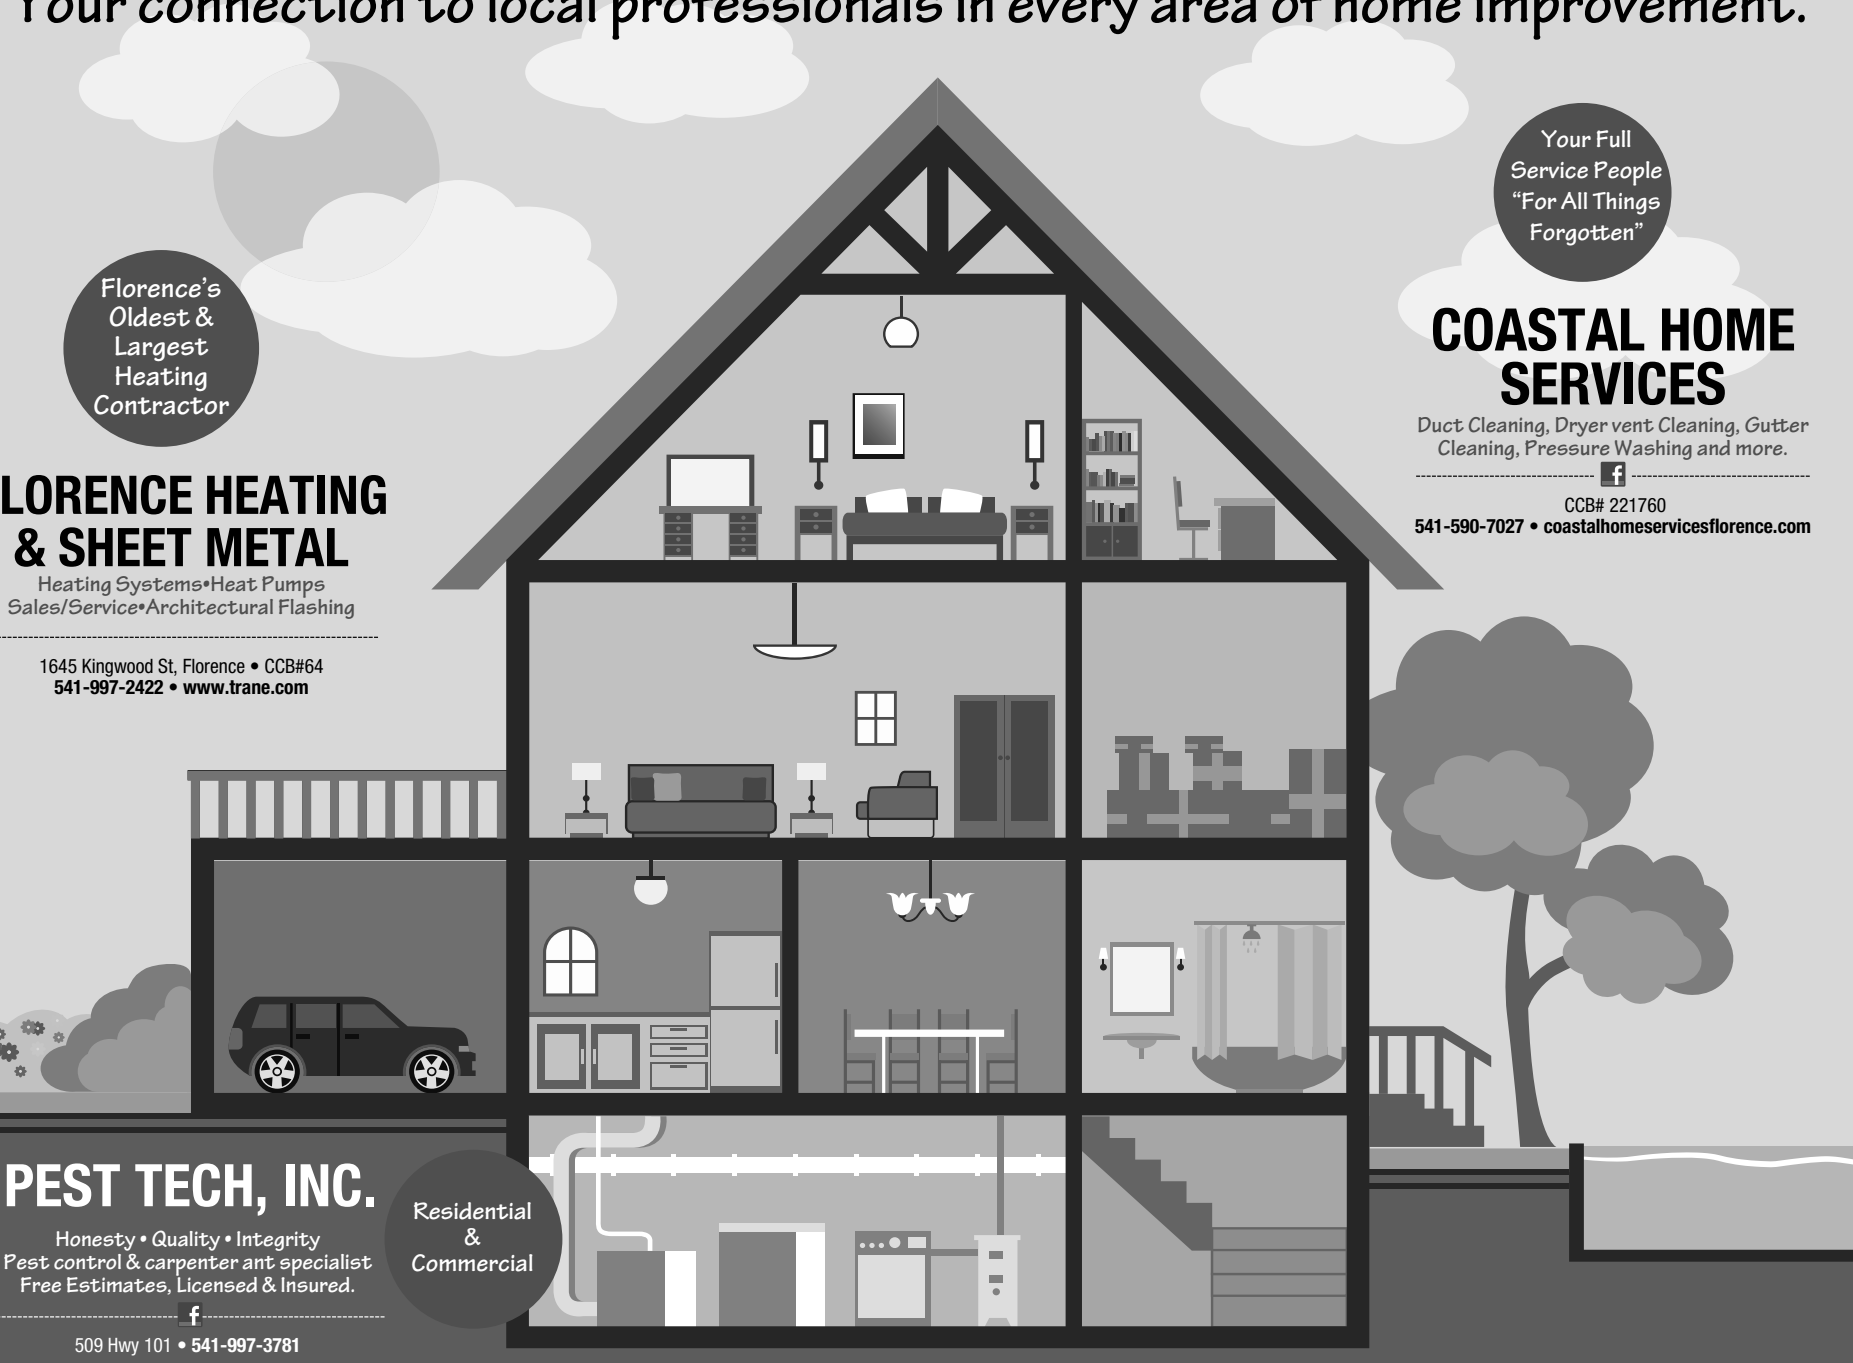 Your connection to local professionals in every area of home improvement.
Florence's
Oldest &
Largest
Heating
Contractor
LORENCE HEATING
& SHEET METAL
Heating Systems•Heat Pumps
Sales/Service•Architectural Flashing
1645 Kingwood St, Florence • CCB#64
541-997-2422 • www.trane.com
Your Full
Service People
“For All Things
Forgotten”
COASTAL HOME
SERVICES
Duct Cleaning, Dryer vent Cleaning, Gutter
Cleaning, Pressure Washing and more.
f
CCB# 221760
541-590-7027 • coastalhomeservicesflorence.com
PEST TECH, INC.
Honesty • Quality • Integrity
Pest control & carpenter ant specialist
Free Estimates, Licensed & Insured.
f
509 Hwy 101 • 541-997-3781
Residential
&
Commercial